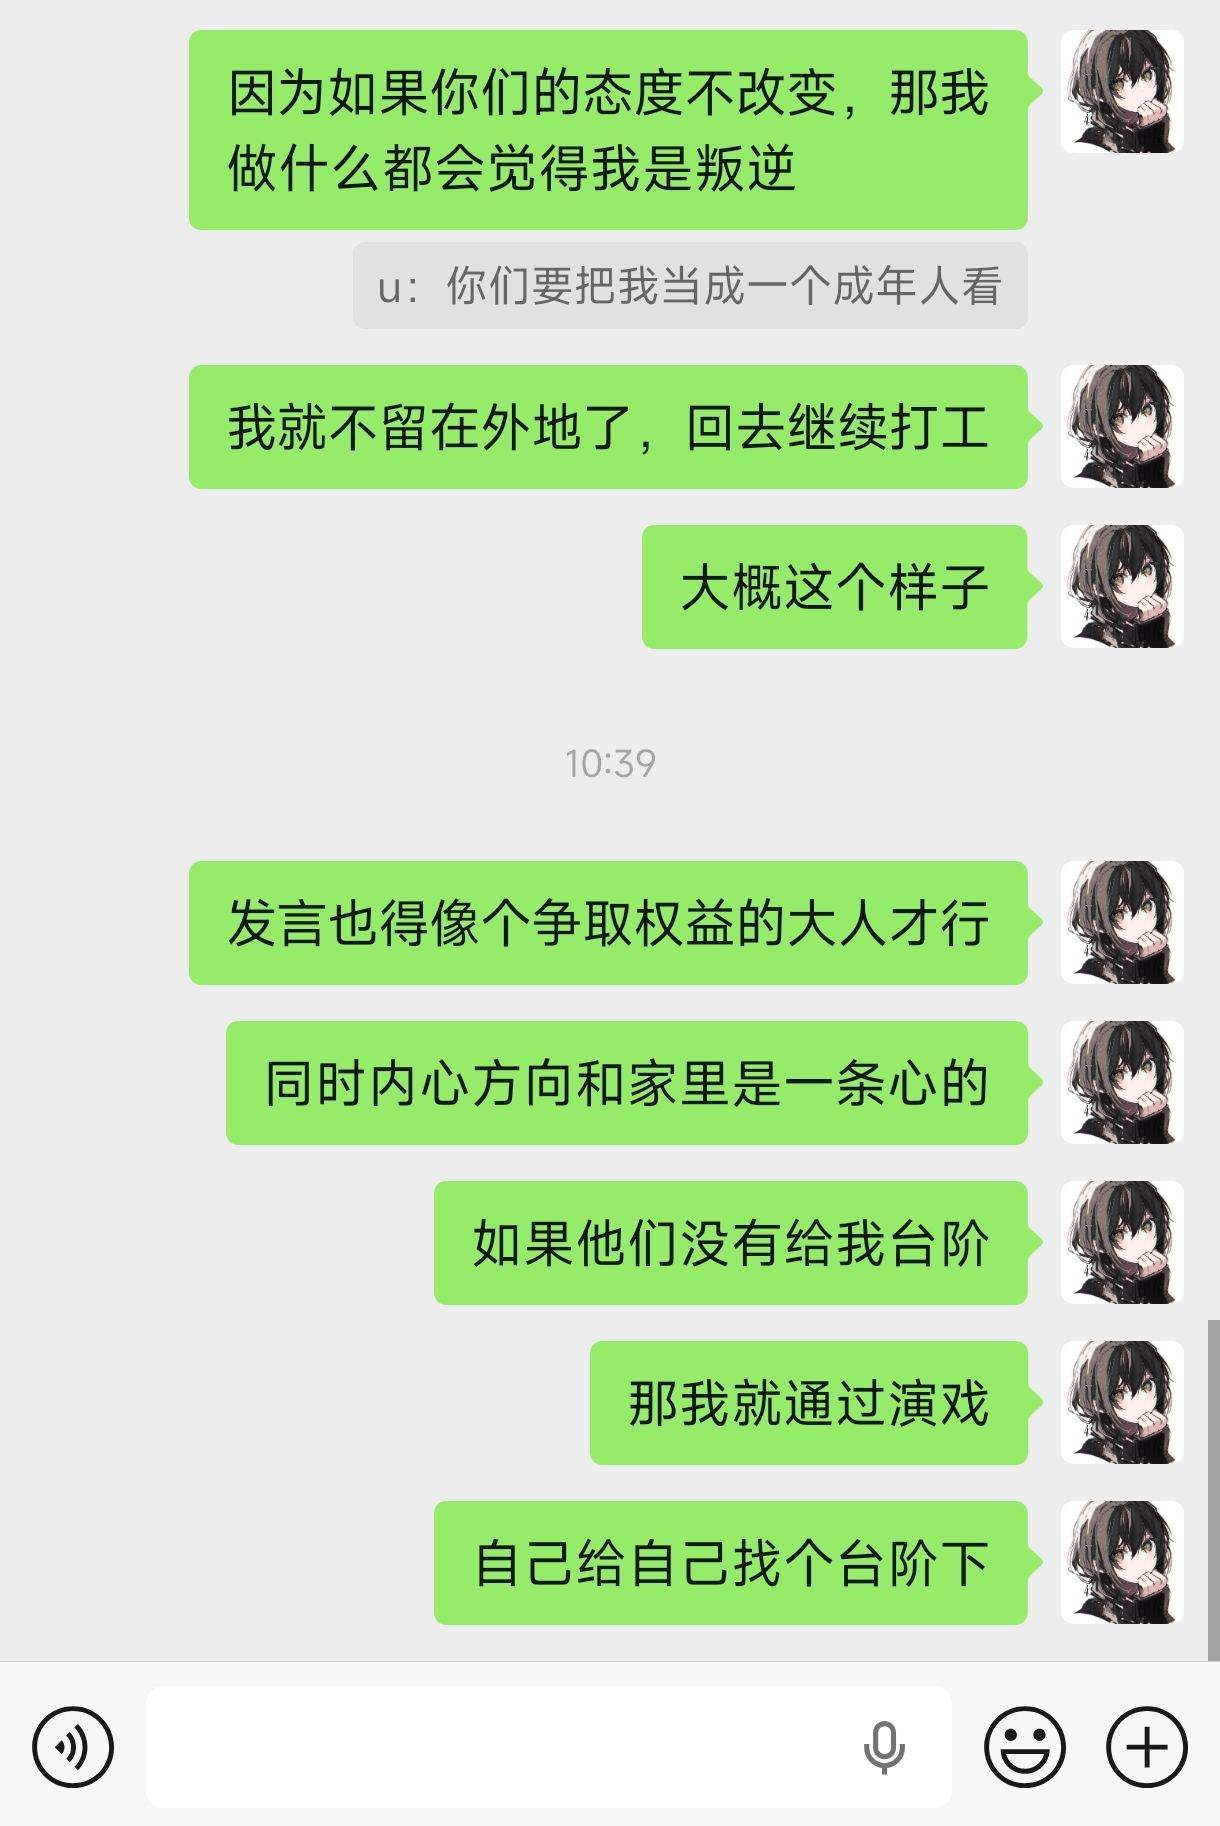 因为如果你们的态度不改变，那我
做什么都会觉得我是叛逆
u：你们要把我当成一个成年人看
我就不留在外地了，回去继续打工
大概这个样子
10:39
发言也得像个争取权益的大人才行
同时内心方向和家里是一条心的
如果他们没有给我台阶
那我就通过演戏
自己给自己找个台阶下